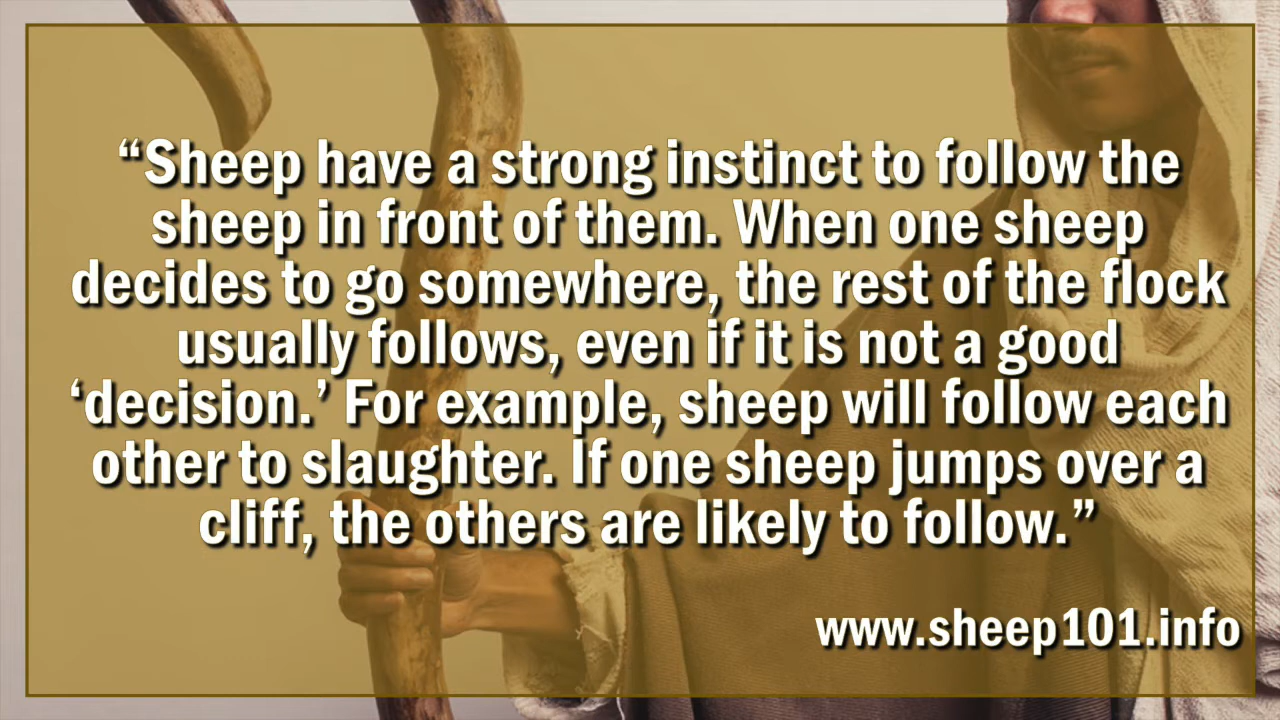 “Sheep have a strong instinct to follow the
sheep in front of them. When one sheep
decides to go somewhere, the rest of the flock
usually follows, even if it is not a good
‘decision.’ For example, sheep will follow each
other to slaughter. If one sheep jumps over a
cliff, the others are likely to follow.”
www.sheep101.info